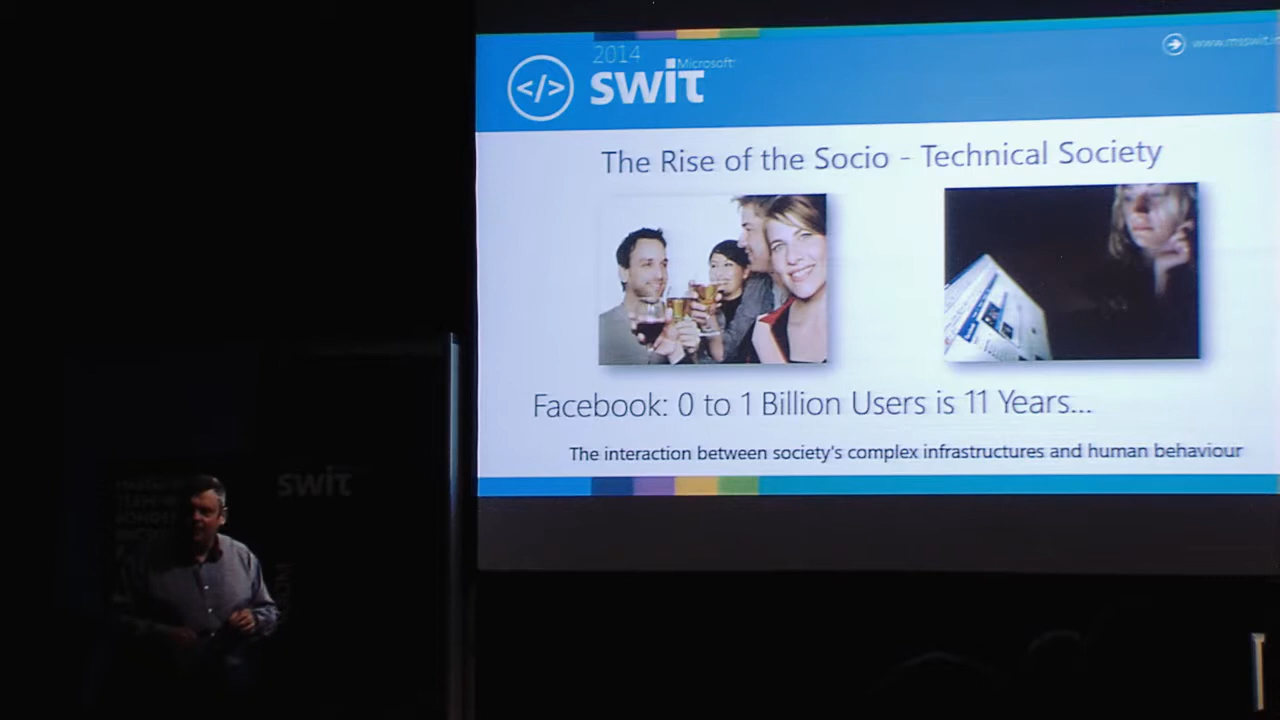 2014
Microsoft
swit
</>
www.msswit.i
The Rise of the Socio - Technical Society
Facebook: 0 to 1 Billion Users is 11 Years...
The interaction between society's complex infrastructures and human behaviour
swit